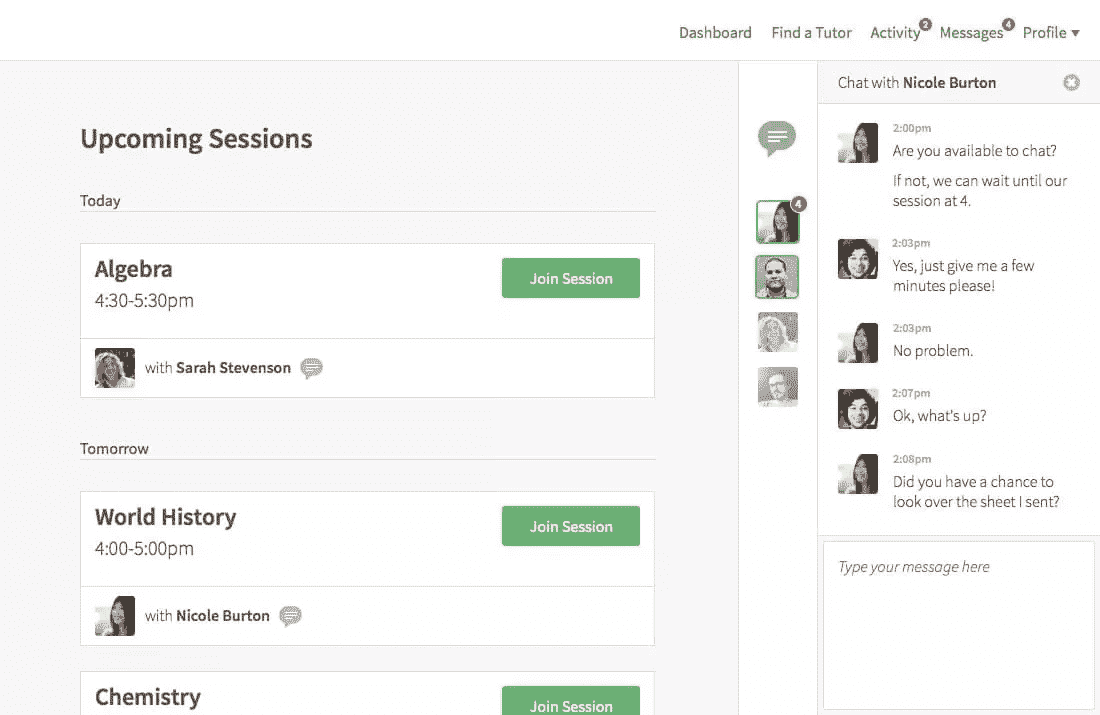 Dashboard Find a Tutor Activity 2 Messages 4 Profile
Upcoming Sessions
Today
Algebra
4:30-5:30pm
Join Session
with Sarah Stevenson
Tomorrow
World History
4:00-5:00pm
Join Session
with Nicole Burton
Chemistry
Join Session
4
Chat with Nicole Burton
2:00pm
Are you available to chat?
If not, we can wait until our
session at 4.
2:03pm
Yes, just give me a few
minutes please!
2:03pm
No problem.
2:07pm
Ok, what's up?
2:08pm
Did you have a chance to
look over the sheet I sent?
Type your message here